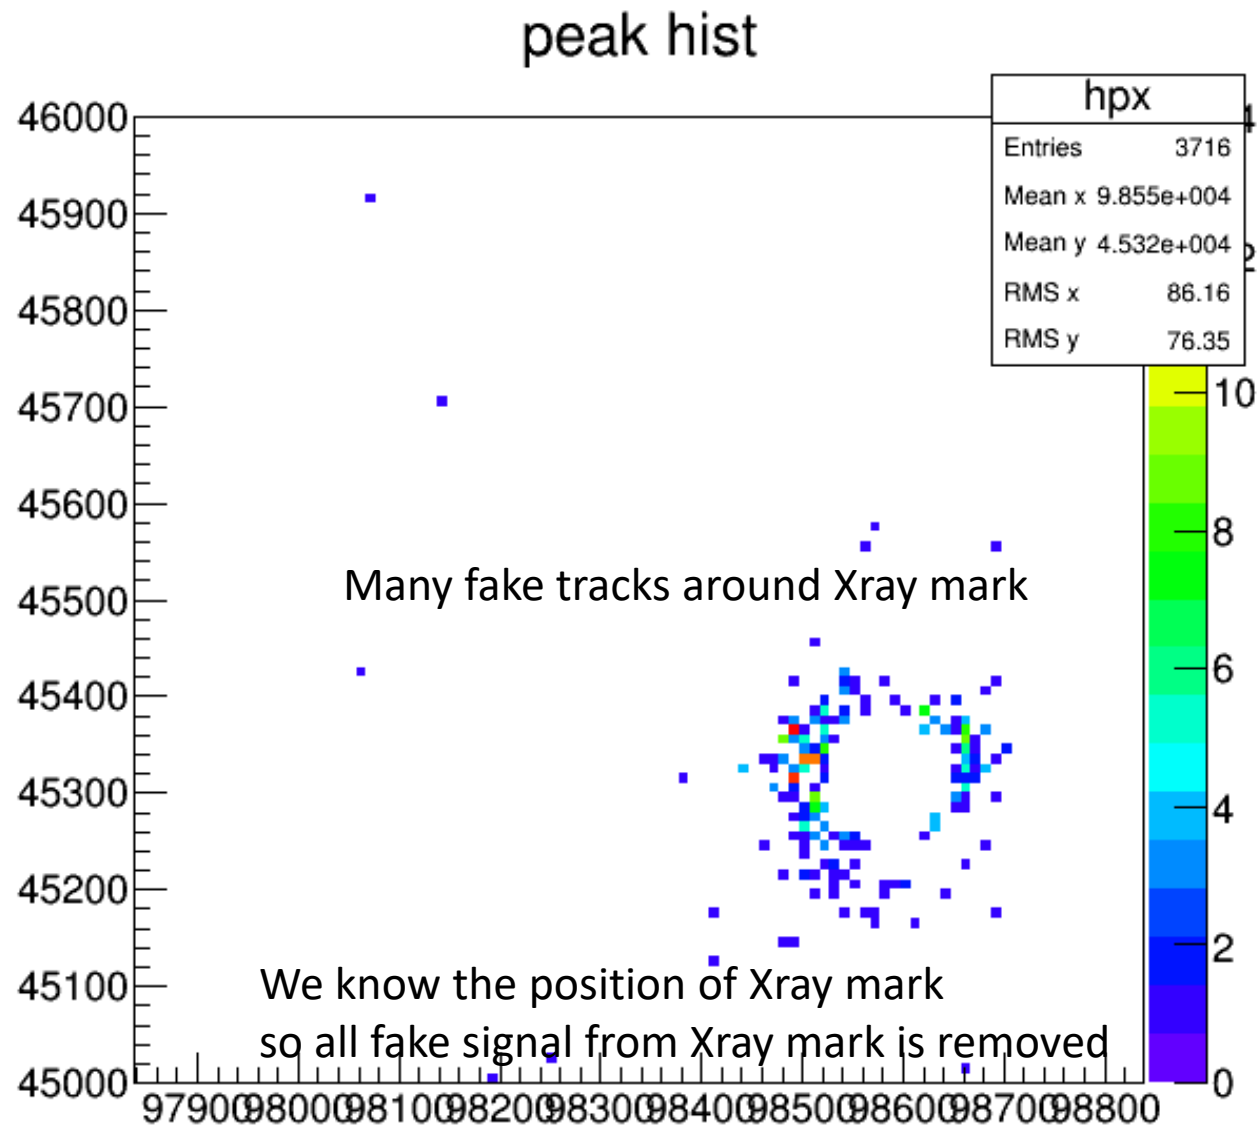 peak hist
hpx
Entries 3716
Mean x 9.855e+004
Mean y 4.532e+004
RMS x 86.16
RMS y 76.35
46000
45900
45800
45700
45600
45500
45400
45300
45200
45100
45000
Many fake tracks around Xray mark
We know the position of Xray mark
so all fake signal from Xray mark is removed
97900 98000 98100 98200 98300 98400 98500 98600 98700 98800
10
8
6
4
2
0